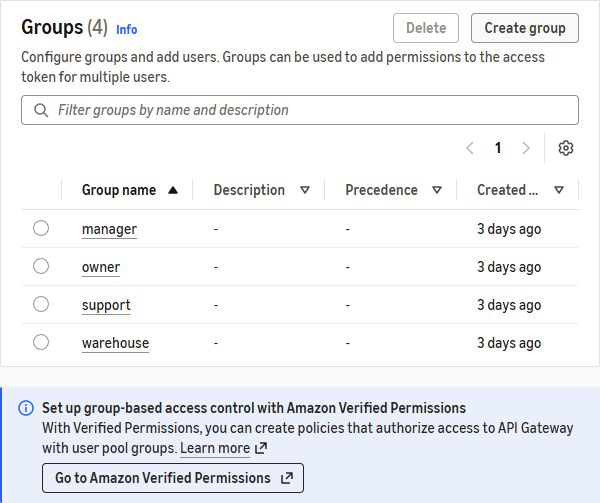 Groups (4) Info
Delete
Create group
Configure groups and add users. Groups can be used to add permissions to the access
token for multiple users.
Filter groups by name and description
1
Group name Description Precedence Created ...
manager - - 3 days ago
owner - - 3 days ago
support - - 3 days ago
warehouse - - 3 days ago
Set up group-based access control with Amazon Verified Permissions
With Verified Permissions, you can create policies that authorize access to API Gateway
with user pool groups. Learn more
Go to Amazon Verified Permissions